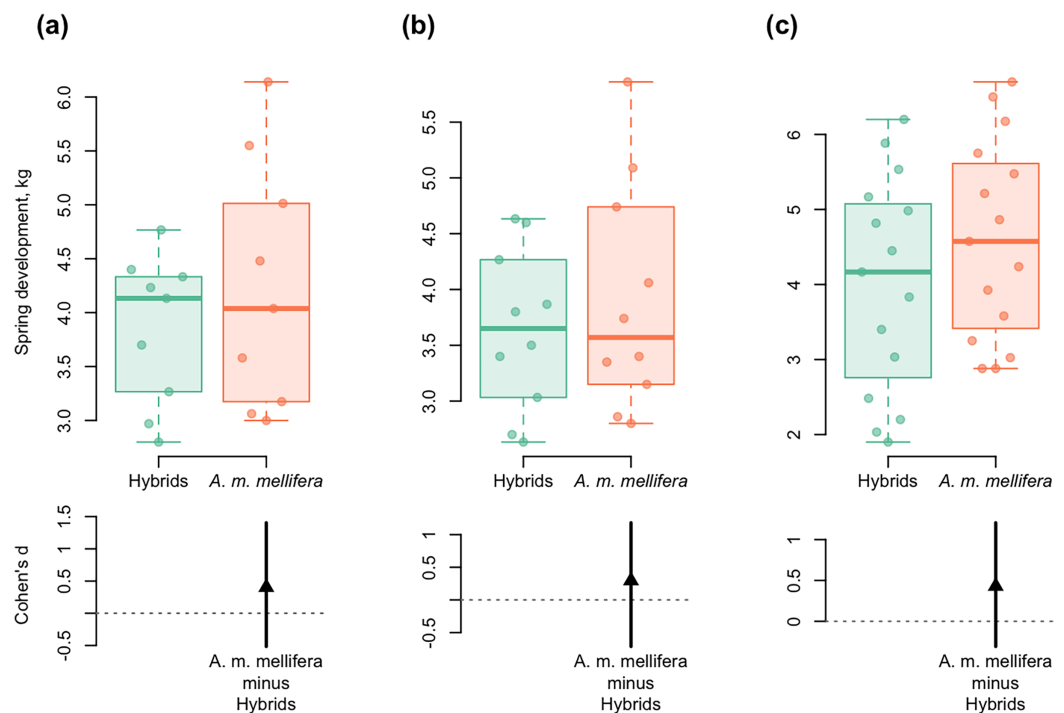 (a)
Spring development, kg
6.0
5.5
5.0
4.5
4.0
3.5
3.0
Hybrids A. m. mellifera
Cohen's d
1.5
1
0.5
-0.5
A. m. mellifera
minus
Hybrids
(b)
5.5
5.0
4.5
4.0
3.5
3.0
Hybrids A. m. mellifera
1
0.5
-0.5
A. m. mellifera
minus
Hybrids
(c)
6
5
4
3
2
Hybrids A. m. mellifera
1
0.5
0
A. m. mellifera
minus
Hybrids